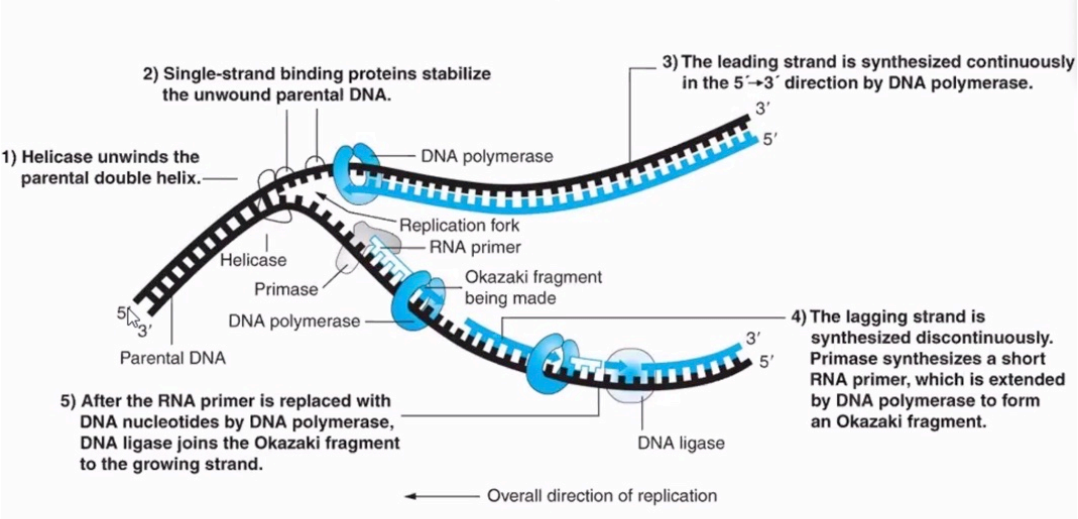 2) Single-strand binding proteins stabilize
the unwound parental DNA.
3) The leading strand is synthesized continuously
in the 5´→3´ direction by DNA polymerase.
3′
5′
1) Helicase unwinds the
parental double helix.
DNA polymerase
Replication fork
RNA primer
Helicase
Primase
Okazaki fragment
being made
DNA polymerase
5′
3′
Parental DNA
4) The lagging strand is
synthesized discontinuously.
Primase synthesizes a short
RNA primer, which is extended
by DNA polymerase to form
an Okazaki fragment.
3′
5′
5) After the RNA primer is replaced with
DNA nucleotides by DNA polymerase,
DNA ligase joins the Okazaki fragment
to the growing strand.
DNA ligase
Overall direction of replication